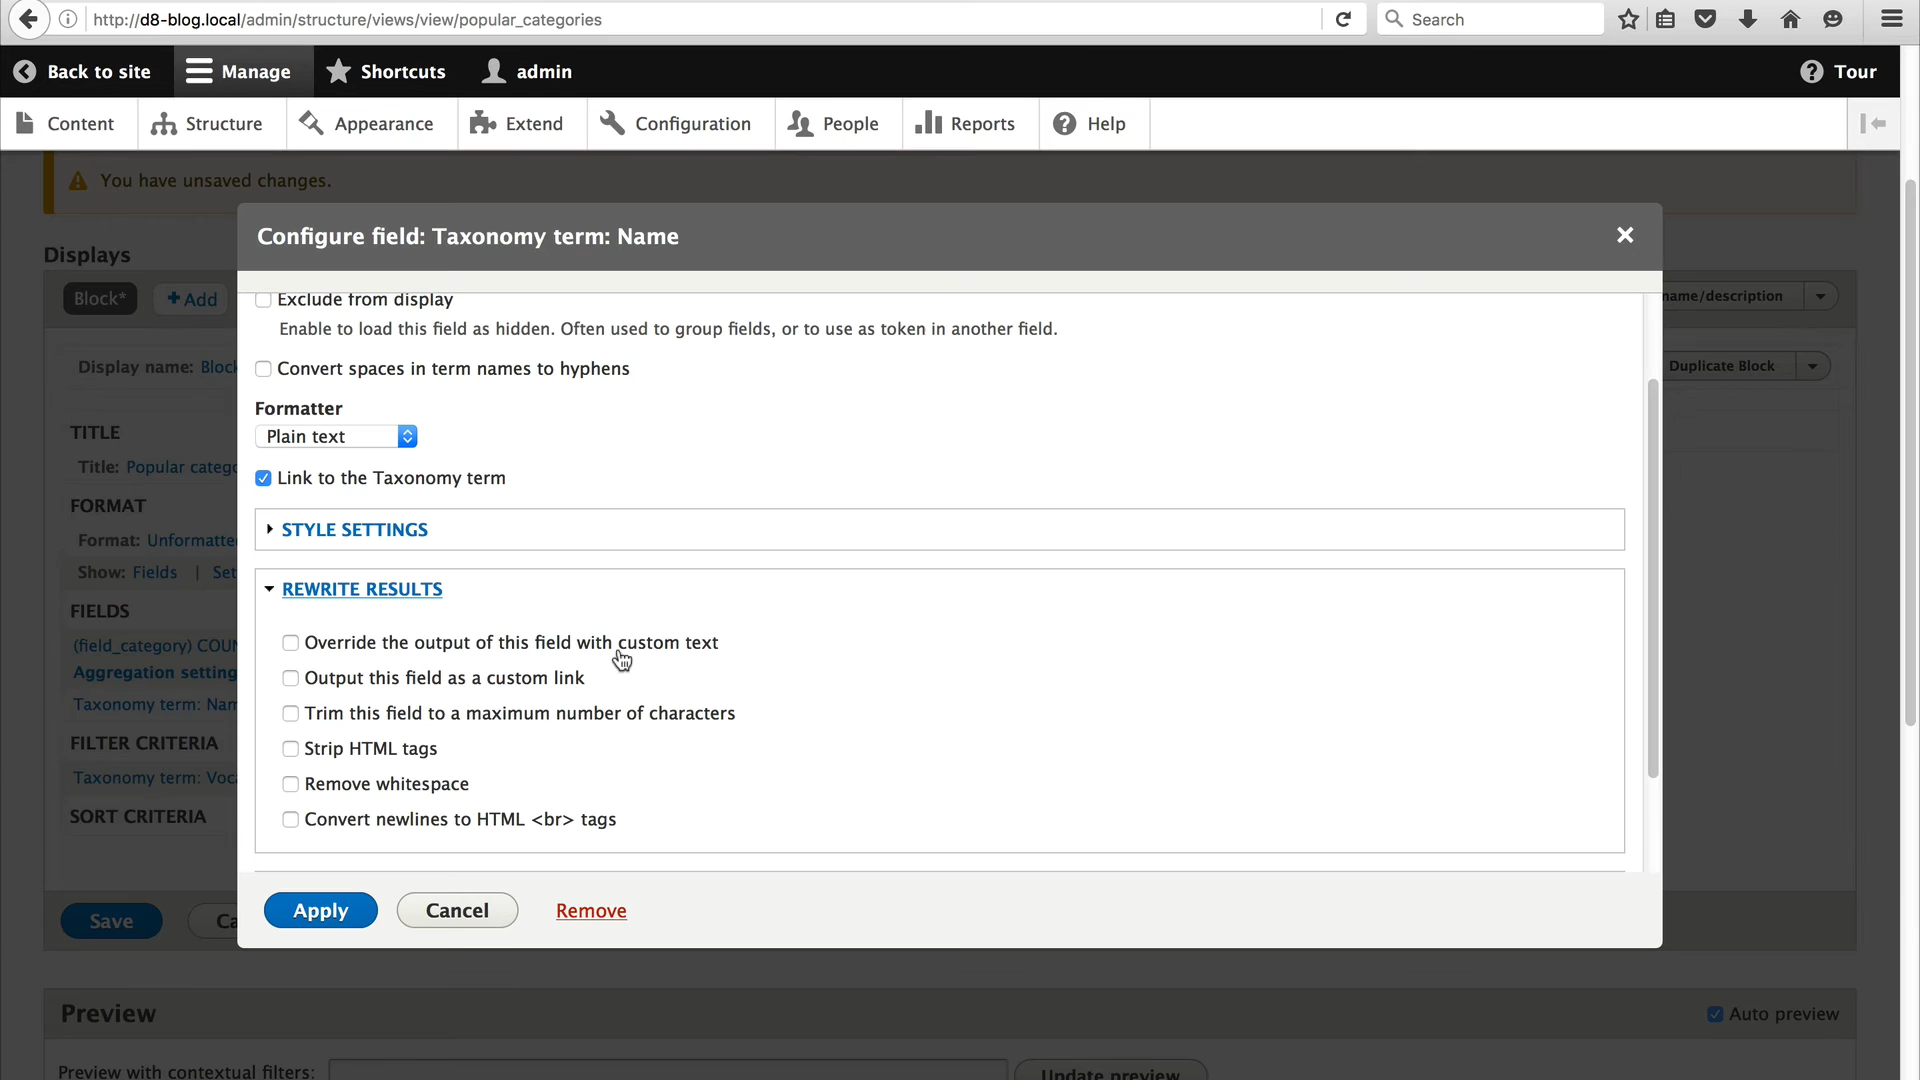 http://d8-blog.local/admin/structure/views/view/popular_categories
Search
Back to site
Manage
Shortcuts
admin
Tour
Content
Structure
Appearance
Extend
Configuration
People
Reports
Help
You have unsaved changes.
Configure field: Taxonomy term: Name
Displays
Block*
Add
name/description
Exclude from display
Enable to load this field as hidden. Often used to group fields, or to use as token in another field.
Display name: Block
Duplicate Block
Convert spaces in term names to hyphens
Formatter
Plain text
TITLE
Title: Popular catego
Link to the Taxonomy term
FORMAT
Format: Unformatted
STYLE SETTINGS
Show: Fields | Set
REWRITE RESULTS
FIELDS
(field_category) COUN
Override the output of this field with custom text
Aggregation setting
Output this field as a custom link
Taxonomy term: Nam
Trim this field to a maximum number of characters
FILTER CRITERIA
Strip HTML tags
Taxonomy term: Voca
Remove whitespace
SORT CRITERIA
Convert newlines to HTML <br> tags
Apply
Cancel
Remove
Save
Ca
Preview
Auto preview
Preview with contextual filters:
Update preview